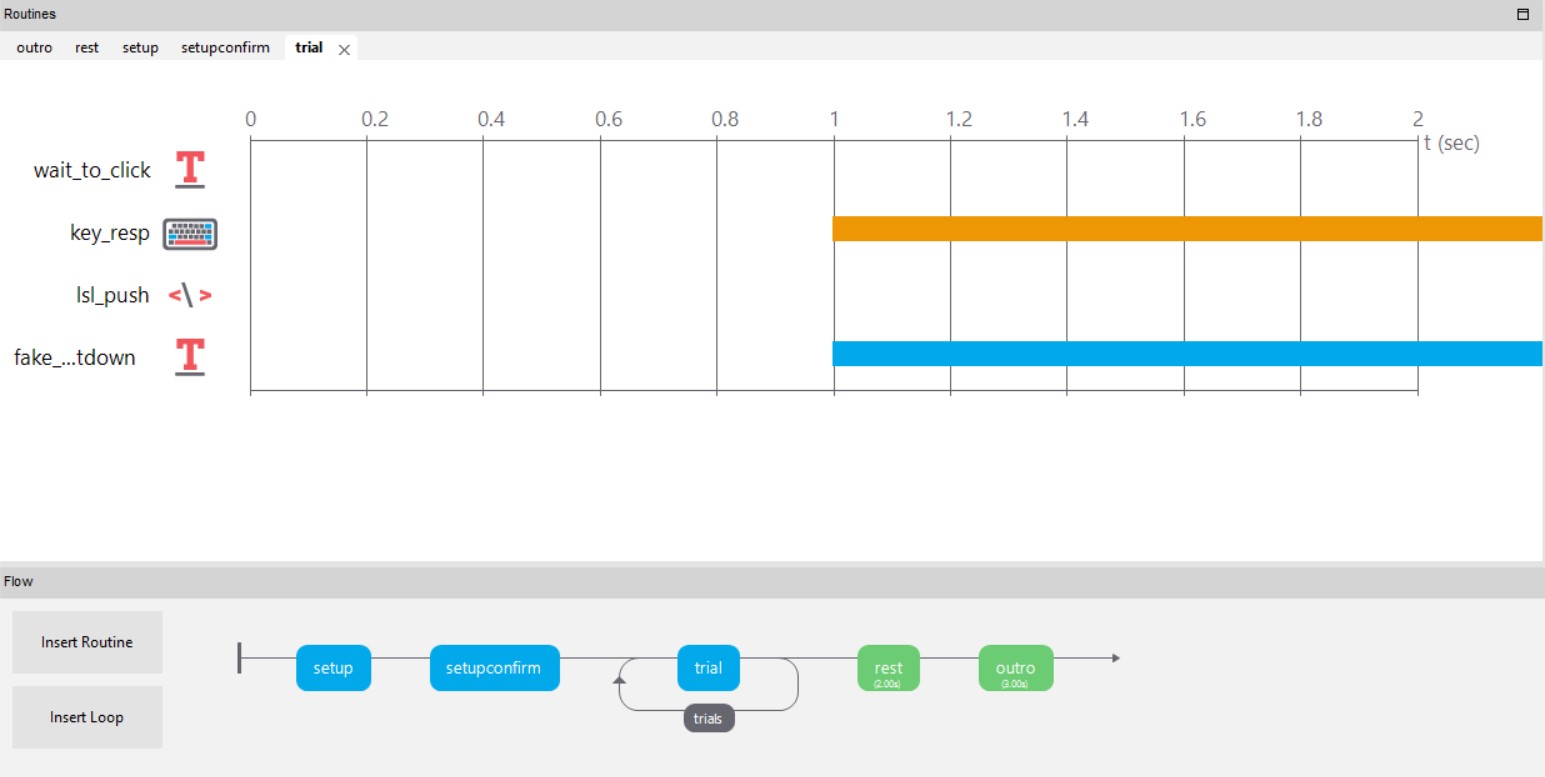 Routines
outro rest setup setupconfirm trial
0 0.2 0.4 0.6 0.8 1 1.2 1.4 1.6 1.8 2
t (sec)
wait_to_click
key_resp
lsl_push
fake_...tdown
Flow
Insert Routine
Insert Loop
setup setupconfirm trial rest outro
(2.00s) (3.00s)
trials